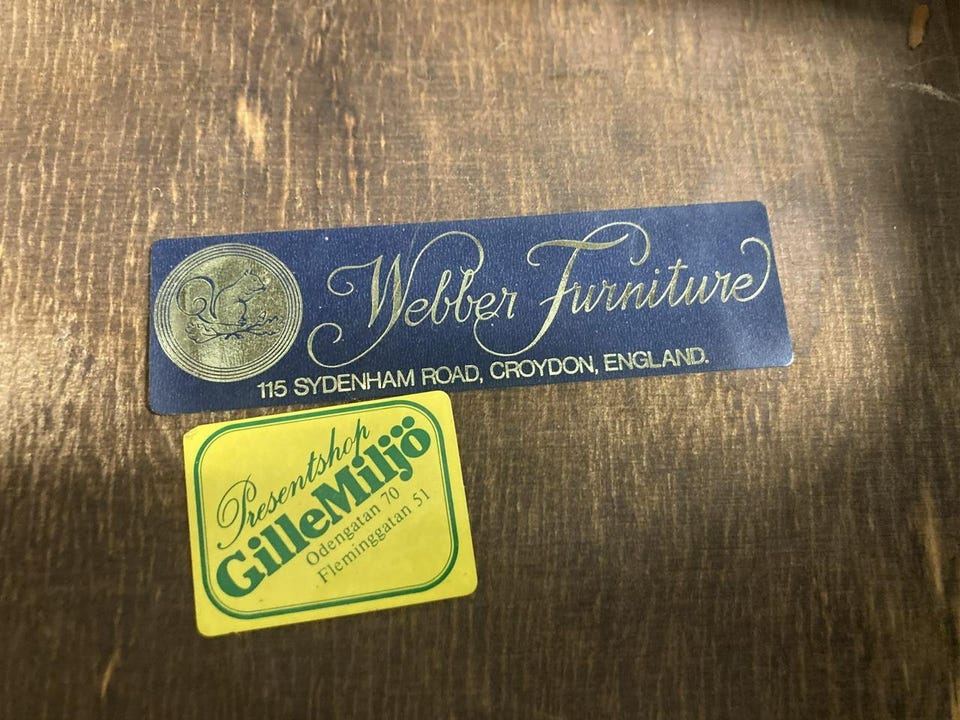 Webber Furniture
115 SYDENHAM ROAD, CROYDON, ENGLAND.
Presentshop
GilleMiljö
Odengatan 70
Fleminggatan 51